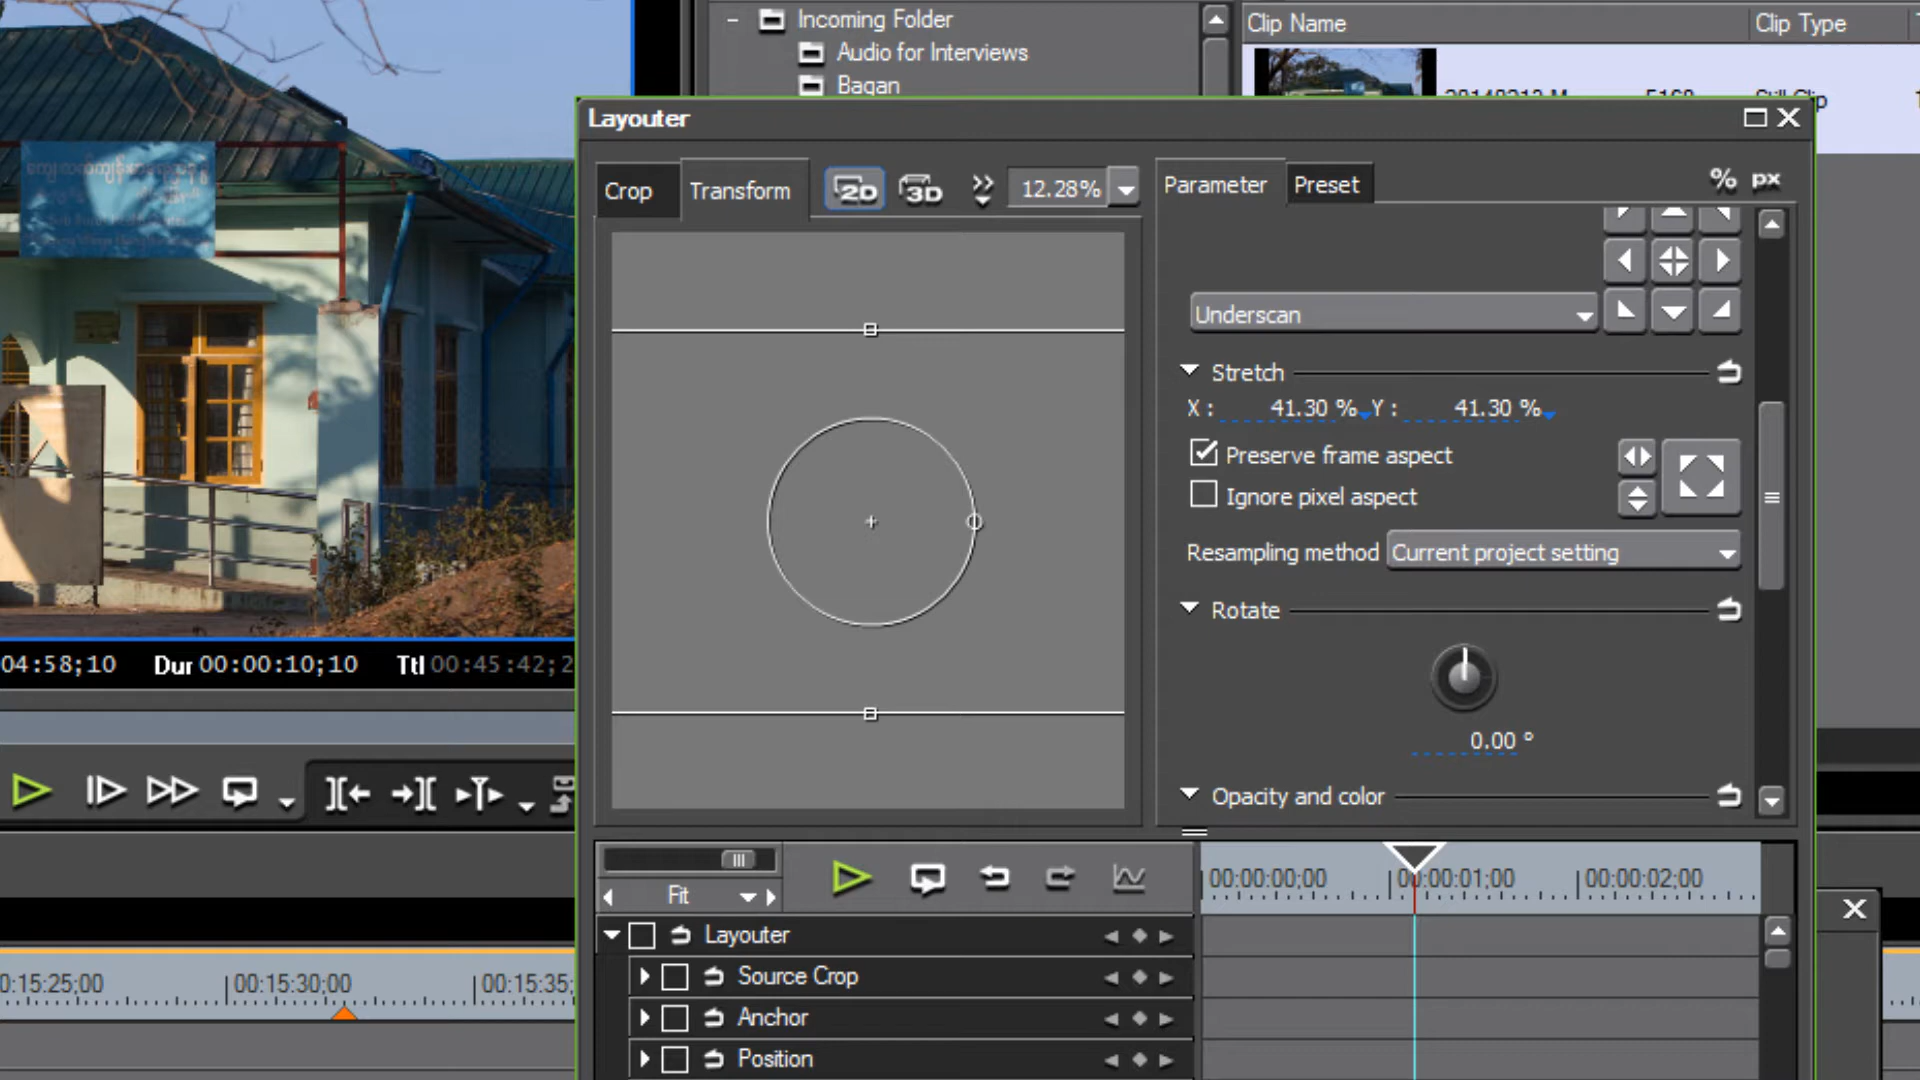 Incoming Folder
Audio for Interviews
Bagan
Clip Name
Clip Type
Still Clip
Layouter
Crop
Transform
2D
3D
12.28%
Parameter
Preset
%
px
Underscan
Stretch
X : 41.30 % Y : 41.30 %
Preserve frame aspect
Ignore pixel aspect
Resampling method Current project setting
Rotate
0.00 °
Opacity and color
04:58;10 Dur 00:00:10;10 Ttl 00:45:42;2
Fit
00:00:00;00
00:00:01;00
00:00:02;00
Layouter
Source Crop
Anchor
Position
0:15:25;00
00:15:30;00
00:15:35;